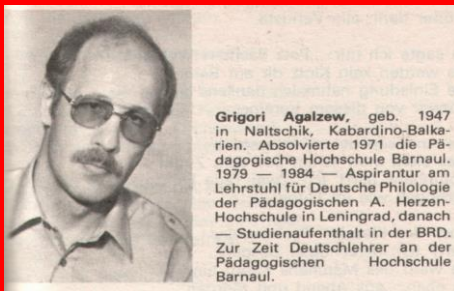 Grigori Agalzew, geb. 1947
in Naltschik, Kabardino-Balka-
rien. Absolvierte 1971 die Pä-
dagogische Hochschule Barnaul.
1979 — 1984 — Aspirantur am
Lehrstuhl für Deutsche Philologie
der Pädagogischen A. Herzen-
Hochschule in Leningrad, danach
— Studienaufenthalt in der BRD.
Zur Zeit Deutschlehrer an der
Pädagogischen Hochschule
Barnaul.